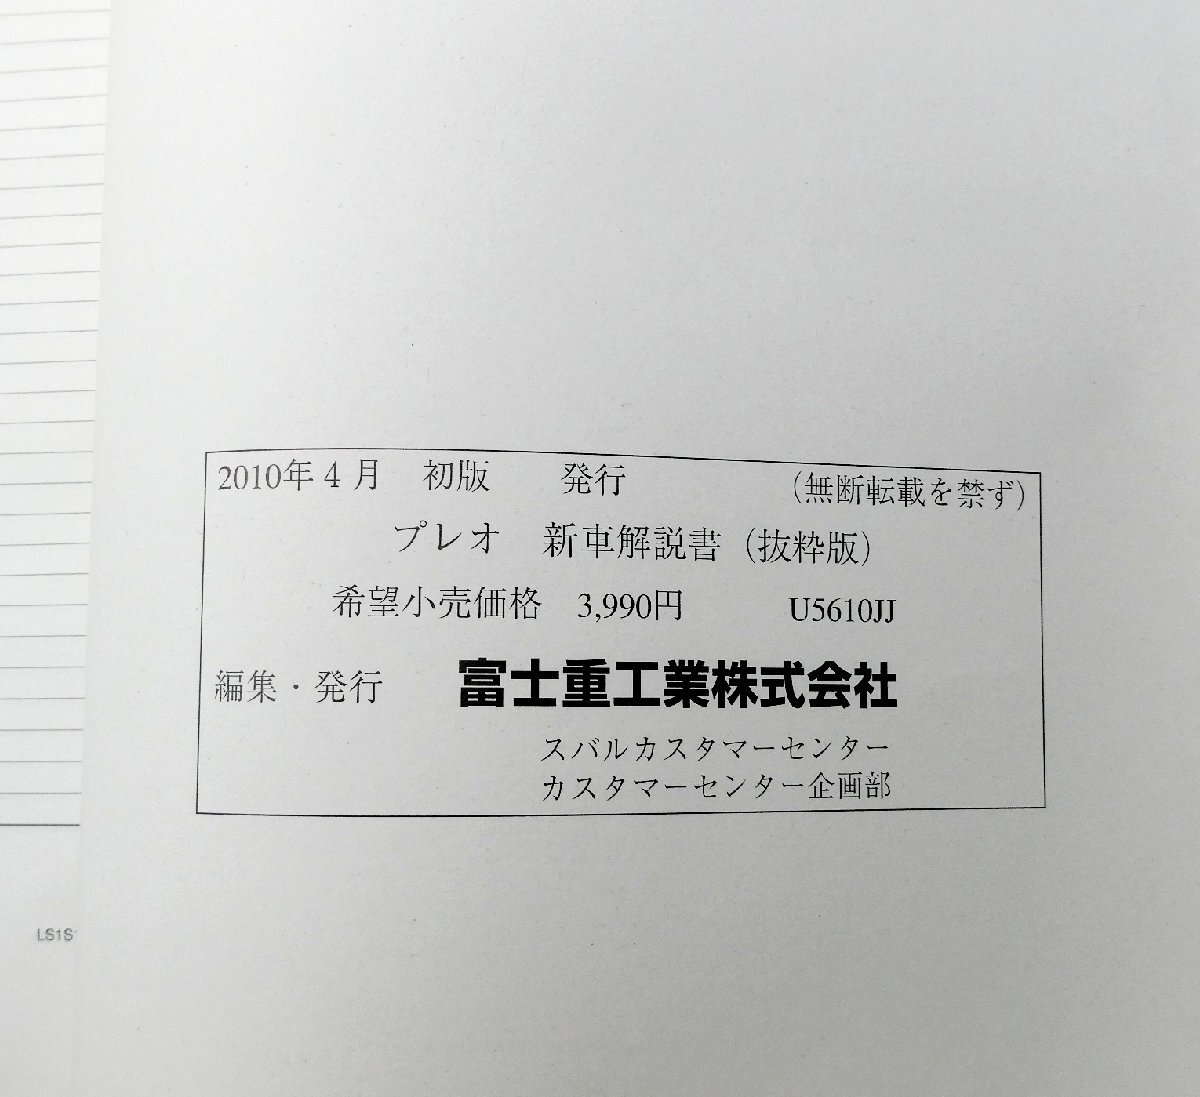 2010年４月　初版　　発行　　　　　（無断転載を禁ず）
プレオ　新車解説書（抜粋版）
希望小売価格　3,990円　　　U5610JJ
編集・発行　　富士重工業株式会社
スバルカスタマーセンター
カスタマーセンター企画部
LS1S